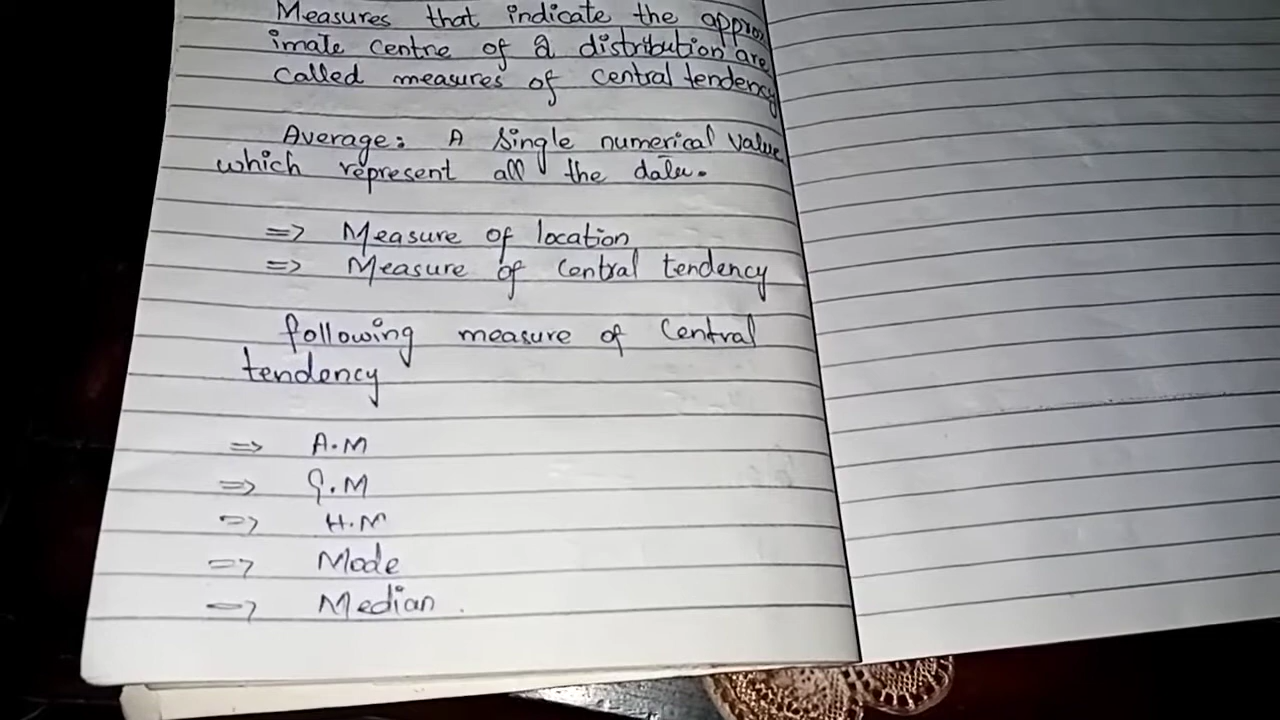 Measures that indicate the approx
imate centre of a distribution are
called measures of central tendency
Average: A single numerical value
which represent all the data.
=> Measure of location
=> Measure of central tendency
following measure of central
tendency
=> A.M
=> G.M
=> H.M
=> Mode
=> Median.